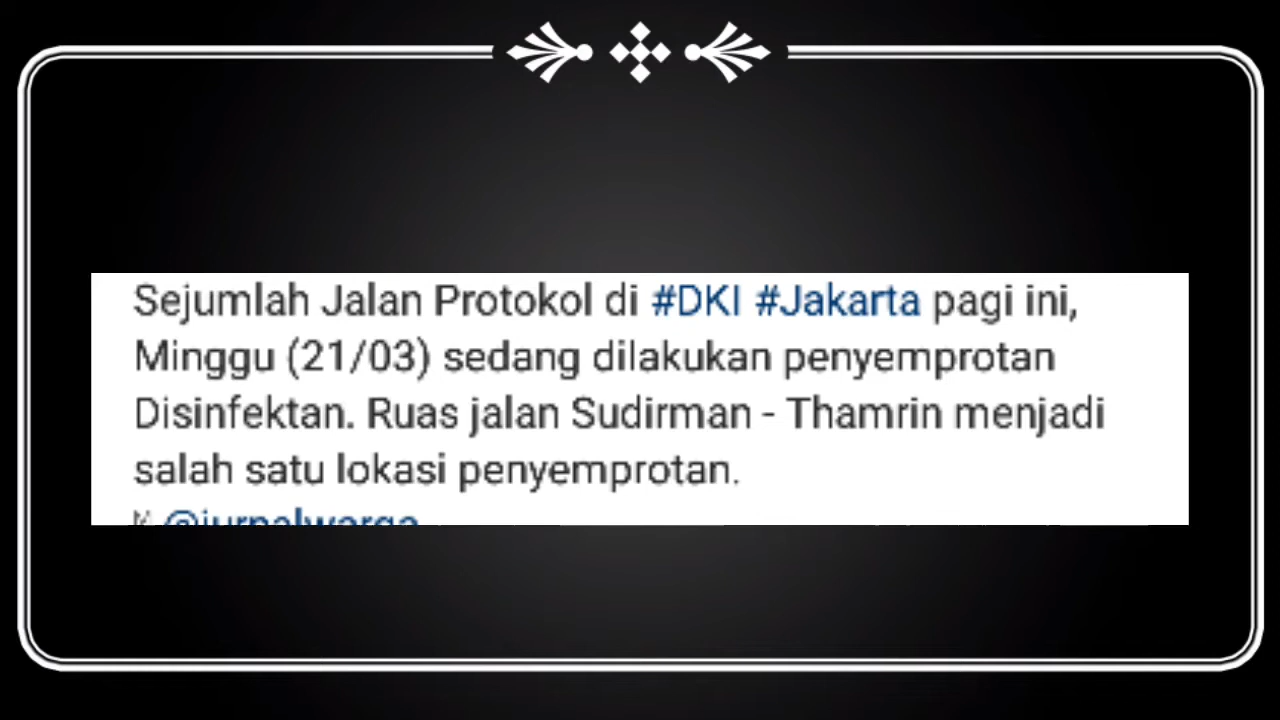 Sejumlah Jalan Protokol di #DKI #Jakarta pagi ini,
Minggu (21/03) sedang dilakukan penyemprotan
Disinfektan. Ruas jalan Sudirman - Thamrin menjadi
salah satu lokasi penyemprotan.
@jurnalwarga